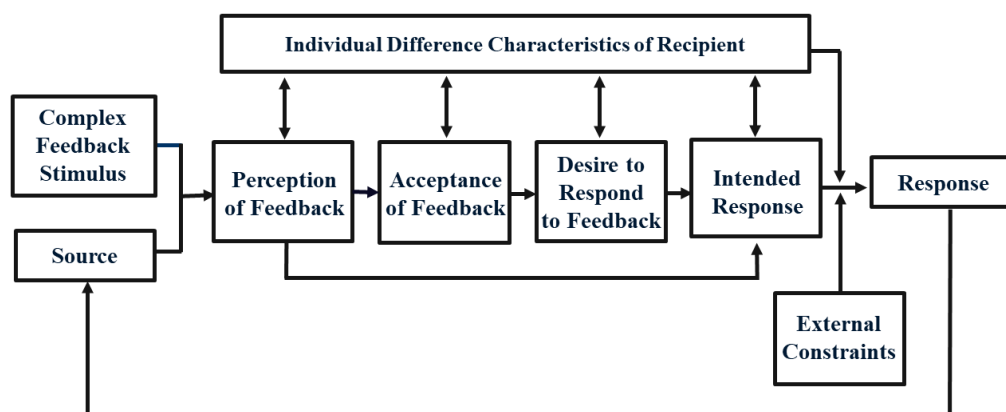 Individual Difference Characteristics of Recipient
Complex
Feedback
Stimulus
Source
Perception
of Feedback
Acceptance
of Feedback
Desire to
Respond
to Feedback
Intended
Response
Response
External
Constraints